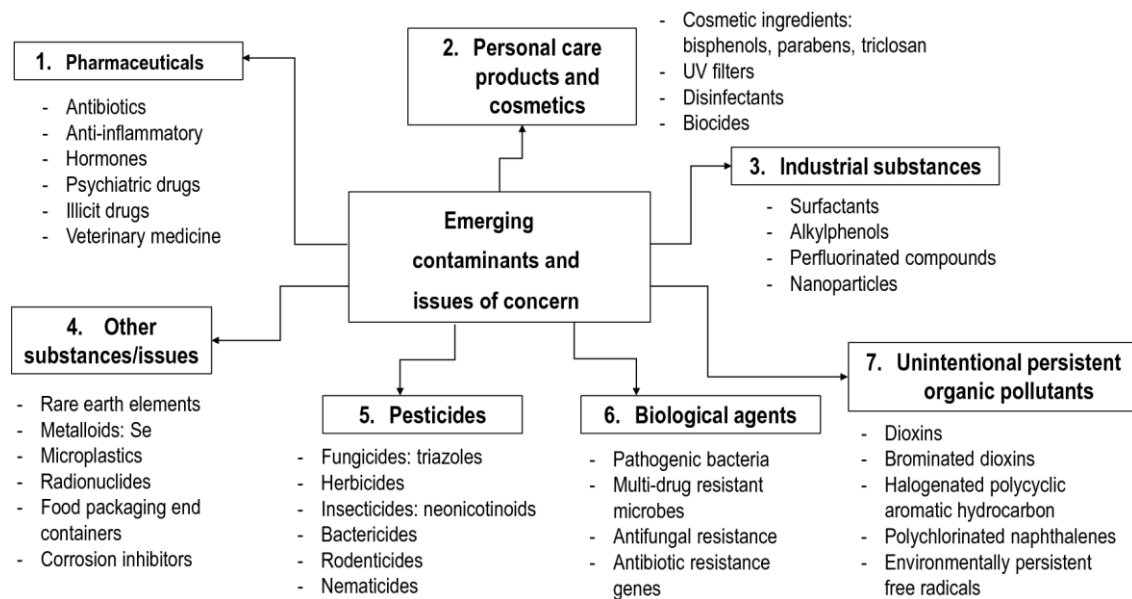 1. Pharmaceuticals
- Antibiotics
- Anti-inflammatory
- Hormones
- Psychiatric drugs
- Illicit drugs
- Veterinary medicine
2. Personal care
products and
cosmetics
- Cosmetic ingredients:
bisphenols, parabens, triclosan
- UV filters
- Disinfectants
- Biocides
3. Industrial substances
- Surfactants
- Alkylphenols
- Perfluorinated compounds
- Nanoparticles
Emerging
contaminants and
issues of concern
4. Other
substances/issues
- Rare earth elements
- Metalloids: Se
- Microplastics
- Radionuclides
- Food packaging end
containers
- Corrosion inhibitors
5. Pesticides
- Fungicides: triazoles
- Herbicides
- Insecticides: neonicotinoids
- Bactericides
- Rodenticides
- Nematicides
6. Biological agents
- Pathogenic bacteria
- Multi-drug resistant
microbes
- Antifungal resistance
- Antibiotic resistance
genes
7. Unintentional persistent
organic pollutants
- Dioxins
- Brominated dioxins
- Halogenated polycyclic
aromatic hydrocarbon
- Polychlorinated naphthalenes
- Environmentally persistent
free radicals